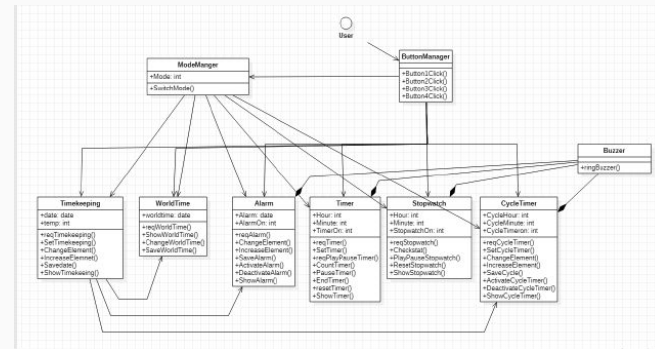 User
ButtonManager
+Button1Click()
+Button2Click()
+Button3Click()
+Button4Click()
ModeManger
+Mode: int
+SwitchMode()
Buzzer
+ringBuzzer()
Timekeeping
+date: date
+temp: int
+reqTimekeeping()
+SetTimekeeping()
+ChangeElement()
+IncreaseElemnet()
+Savedate()
+ShowTimekeeping()
WorldTime
+worldtime: date
+reqWorldTime()
+ShowWorldTime()
+ChangeWorldTime()
+SaveWorldTime()
Alarm
+Alarm: date
+AlarmOn: int
+reqAlarm()
+ChangeElement()
+IncreaseElement()
+SaveAlarm()
+ActivateAlarm()
+DeactivateAlarm()
+ShowAlarm()
Timer
+Hour: int
+Minute: int
+TimerOn: int
+reqTimer()
+SetTimer()
+reqPlayPauseTimer()
+CountTimer()
+PauseTimer()
+EndTimer()
+resetTimer()
+ShowTimer()
Stopwatch
+Hour: int
+Minute: int
+StopwatchOn: int
+reqStopwatch()
+Checkstat()
+PlayPauseStopwatch()
+ResetStopwatch()
+ShowStopwatch()
CycleTimer
+CycleHour: int
+CycleMinute: int
+CycleTimeron: int
+reqCycleTimer()
+SetCycleTimer()
+ChangeElement()
+IncreaseElement()
+SaveCycle()
+ActivateCycleTimer()
+DeactivateCycleTimer()
+ShowCycleTimer()